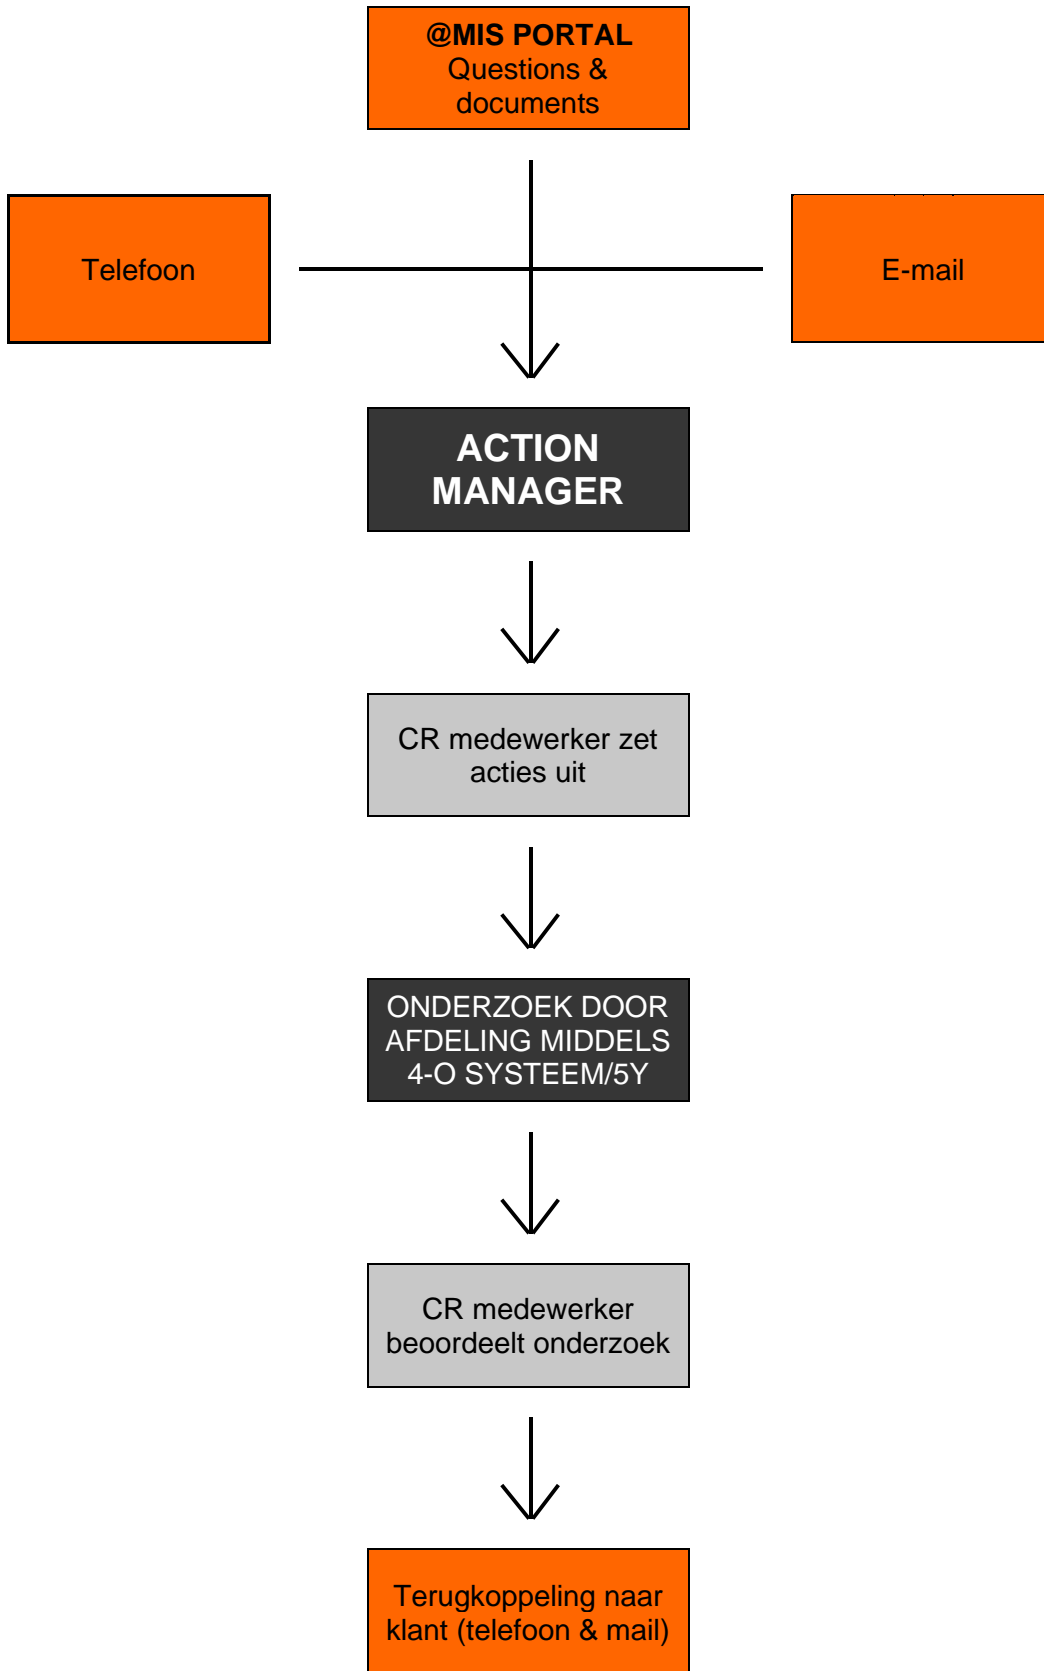 @MIS PORTAL
Questions &
documents
Telefoon
E-mail
ACTION
MANAGER
CR medewerker zet
acties uit
ONDERZOEK DOOR
AFDELING MIDDELS
4-O SYSTEEM/5Y
CR medewerker
beoordeelt onderzoek
Terugkoppeling naar
klant (telefoon & mail)